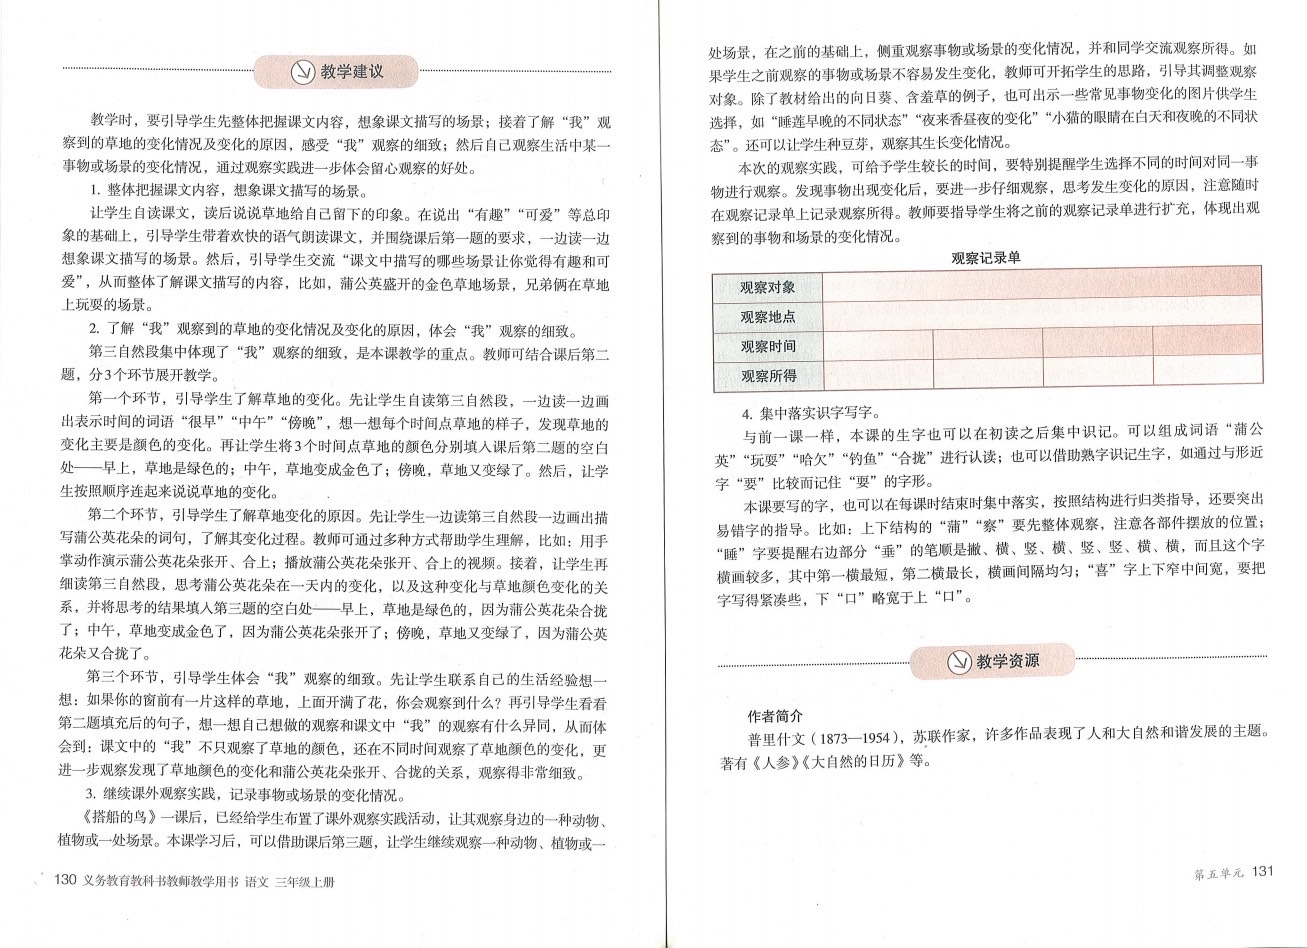 教学建议
教学时，要引导学生先整体把握课文内容，想象课文描写的场景；接着了解“我”观
察到的草地的变化情况及变化的原因，感受“我”观察的细致；然后自己观察生活中某一
事物或场景的变化情况，通过观察实践进一步体会留心观察的好处。
1. 整体把握课文内容，想象课文描写的场景。
让学生自读课文，读后说说草地给自己留下的印象。在说出“有趣”“可爱”等总印
象的基础上，引导学生带着欢快的语气朗读课文，并围绕课后第一题的要求，一边读一边
想象课文描写的场景。然后，引导学生交流“课文中描写的哪些场景让你觉得有趣和可
爱”，从而整体了解课文描写的内容，比如，蒲公英盛开的金色草地场景，兄弟俩在草地
上玩耍的场景。
2. 了解“我”观察到的草地的变化情况及变化的原因，体会“我”观察的细致。
第三自然段集中体现了“我”观察的细致，是本课教学的重点。教师可结合课后第二
题，分3个环节展开教学。
第一个环节，引导学生了解草地的变化。先让学生自读第三自然段，一边读一边画
出表示时间的词语“很早”“中午”“傍晚”，想一想每个时间点草地的样子，发现草地的
变化主要是颜色的变化。再让学生将3个时间点草地的颜色分别填入课后第二题的空白
处——早上，草地是绿色的；中午，草地变成金色了；傍晚，草地又变绿了。然后，让学
生按照顺序连起来说说草地的变化。
第二个环节，引导学生了解草地变化的原因。先让学生一边读第三自然段一边画出描
写蒲公英花朵的词句，了解其变化过程。教师可通过多种方式帮助学生理解，比如：用手
掌动作演示蒲公英花朵张开、合上；播放蒲公英花朵张开、合上的视频。接着，让学生再
细读第三自然段，思考蒲公英花朵在一天内的变化，以及这种变化与草地颜色变化的关
系，并将思考的结果填入第三题的空白处——早上，草地是绿色的，因为蒲公英花朵合拢
了；中午，草地变成金色了，因为蒲公英花朵张开了；傍晚，草地又变绿了，因为蒲公英
花朵又合拢了。
第三个环节，引导学生体会“我”观察的细致。先让学生联系自己的生活经验想一
想：如果你的窗前有一片这样的草地，上面开满了花，你会观察到什么？再引导学生看看
第二题填充后的句子，想一想自己想做的观察和课文中“我”的观察有什么异同，从而体
会到：课文中的“我”不只观察了草地的颜色，还在不同时间观察了草地颜色的变化，更
进一步观察发现了草地颜色的变化和蒲公英花朵张开、合拢的关系，观察得非常细致。
3. 继续课外观察实践，记录事物或场景的变化情况。
《搭船的鸟》一课后，已经给学生布置了课外观察实践活动，让其观察身边的一种动物、
植物或一处场景。本课学习后，可以借助课后第三题，让学生继续观察一种动物、植物或一
130 义务教育教科书教师教学用书 语文 三年级上册
处场景，在之前的基础上，侧重观察事物或场景的变化情况，并和同学交流观察所得。如
果学生之前观察的事物或场景不容易发生变化，教师可开拓学生的思路，引导其调整观察
对象。除了教材给出的向日葵、含羞草的例子，也可出示一些常见事物变化的图片供学生
选择，如“睡莲早晚的不同状态”“夜来香昼夜的变化”“小猫的眼睛在白天和夜晚的不同状
态”。还可以让学生种豆芽，观察其生长变化情况。
本次的观察实践，可给予学生较长的时间，要特别提醒学生选择不同的时间对同一事
物进行观察。发现事物出现变化后，要进一步仔细观察，思考发生变化的原因，注意随时
在观察记录单上记录观察所得。教师要指导学生将之前的观察记录单进行扩充，体现出观
察到的事物和场景的变化情况。
观察记录单
观察对象
观察地点
观察时间
观察所得
4. 集中落实识字写字。
与前一课一样，本课的生字也可以在初读之后集中识记。可以组成词语“蒲公
英”“玩耍”“哈欠”“钓鱼”“合拢”进行认读；也可以借助熟字识记生字，如通过与形近
字“要”比较而记住“耍”的字形。
本课要写的字，也可以在每课时结束时集中落实，按照结构进行归类指导，还要突出
易错字的指导。比如：上下结构的“蒲”“察”要先整体观察，注意各部件摆放的位置；
“睡”字要提醒右边部分“垂”的笔顺是撇、横、竖、横、竖、竖、横、横，而且这个字
横画较多，其中第一横最短，第二横最长，横画间隔均匀；“喜”字上下窄中间宽，要把
字写得紧凑些，下“口”略宽于上“口”。
教学资源
作者简介
普里什文（1873—1954），苏联作家，许多作品表现了人和大自然和谐发展的主题。
著有《人参》《大自然的日历》等。
第五单元 131